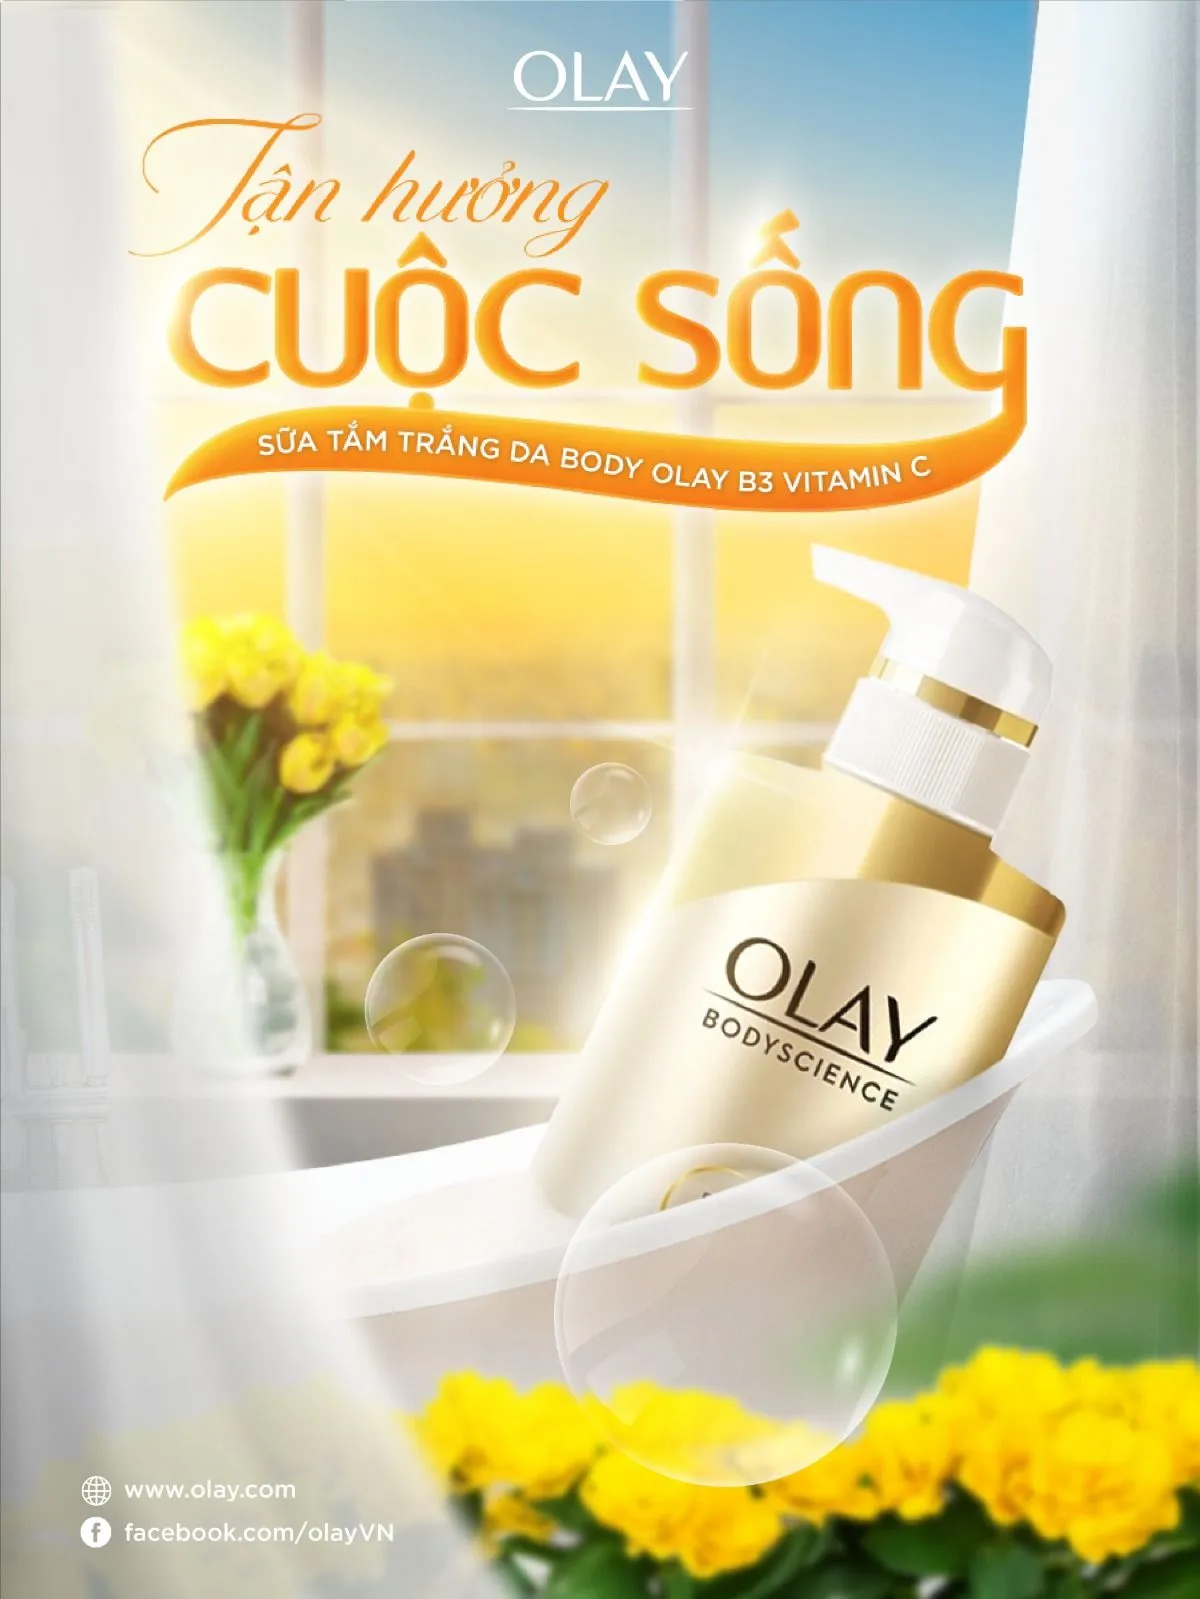 OLAY
Tận hưởng
CUỘC SỐNG
SỮA TẮM TRẮNG DA BODY OLAY B3 VITAMIN C
OLAY
BODYSCIENCE
www.olay.com
facebook.com/olayVN